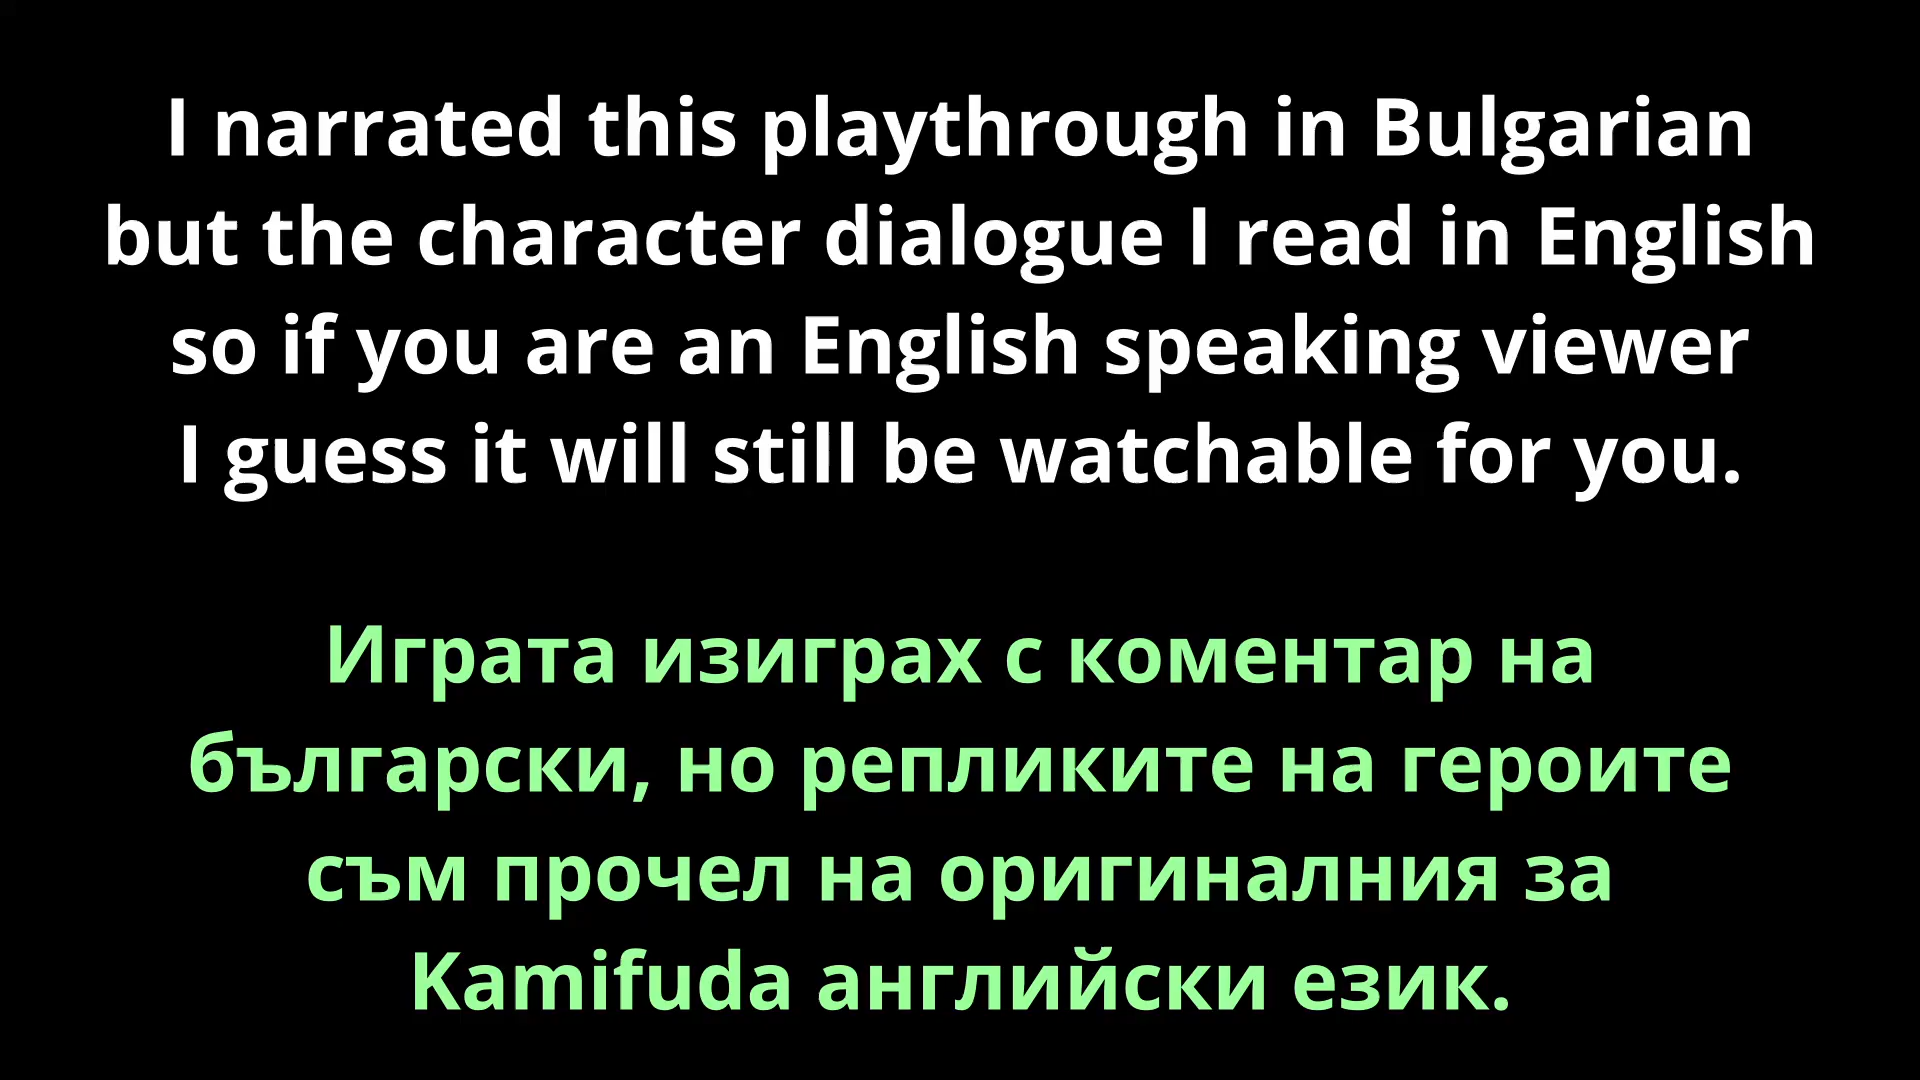 I narrated this playthrough in Bulgarian
but the character dialogue I read in English
so if you are an English speaking viewer
I guess it will still be watchable for you.
Играта изиграх с коментар на
български, но репликите на героите
съм прочел на оригиналния за
Kamifuda английски език.